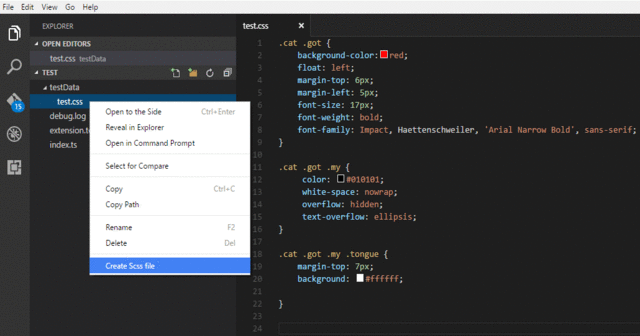 File Edit View Go Help
EXPLORER
OPEN EDITORS
test.css testData
TEST
testData
test.css
debug.log
extension.t
index.ts
15
Open to the Side Ctrl+Enter
Reveal in Explorer
Open in Command Prompt
Select for Compare
Copy Ctrl+C
Copy Path
Rename F2
Delete Del
Create Scss file
test.css
1 .cat .got {
2 background-color: red;
3 float: left;
4 margin-top: 6px;
5 margin-left: 5px;
6 font-size: 17px;
7 font-weight: bold;
8 font-family: Impact, Haettenschweiler, 'Arial Narrow Bold', sans-serif;
9 }
10
11 .cat .got .my {
12 color: #010101;
13 white-space: nowrap;
14 overflow: hidden;
15 text-overflow: ellipsis;
16 }
17
18 .cat .got .my .tongue {
19 margin-top: 7px;
20 background: #ffffff;
21
22 }
23
24